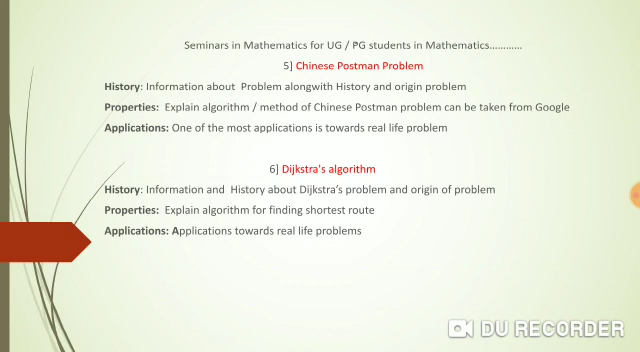 Seminars in Mathematics for UG / PG students in Mathematics............
5] Chinese Postman Problem
History: Information about Problem alongwith History and origin problem
Properties: Explain algorithm / method of Chinese Postman problem can be taken from Google
Applications: One of the most applications is towards real life problem
6] Dijkstra's algorithm
History: Information and History about Dijkstra's problem and origin of problem
Properties: Explain algorithm for finding shortest route
Applications: Applications towards real life problems
DU RECORDER